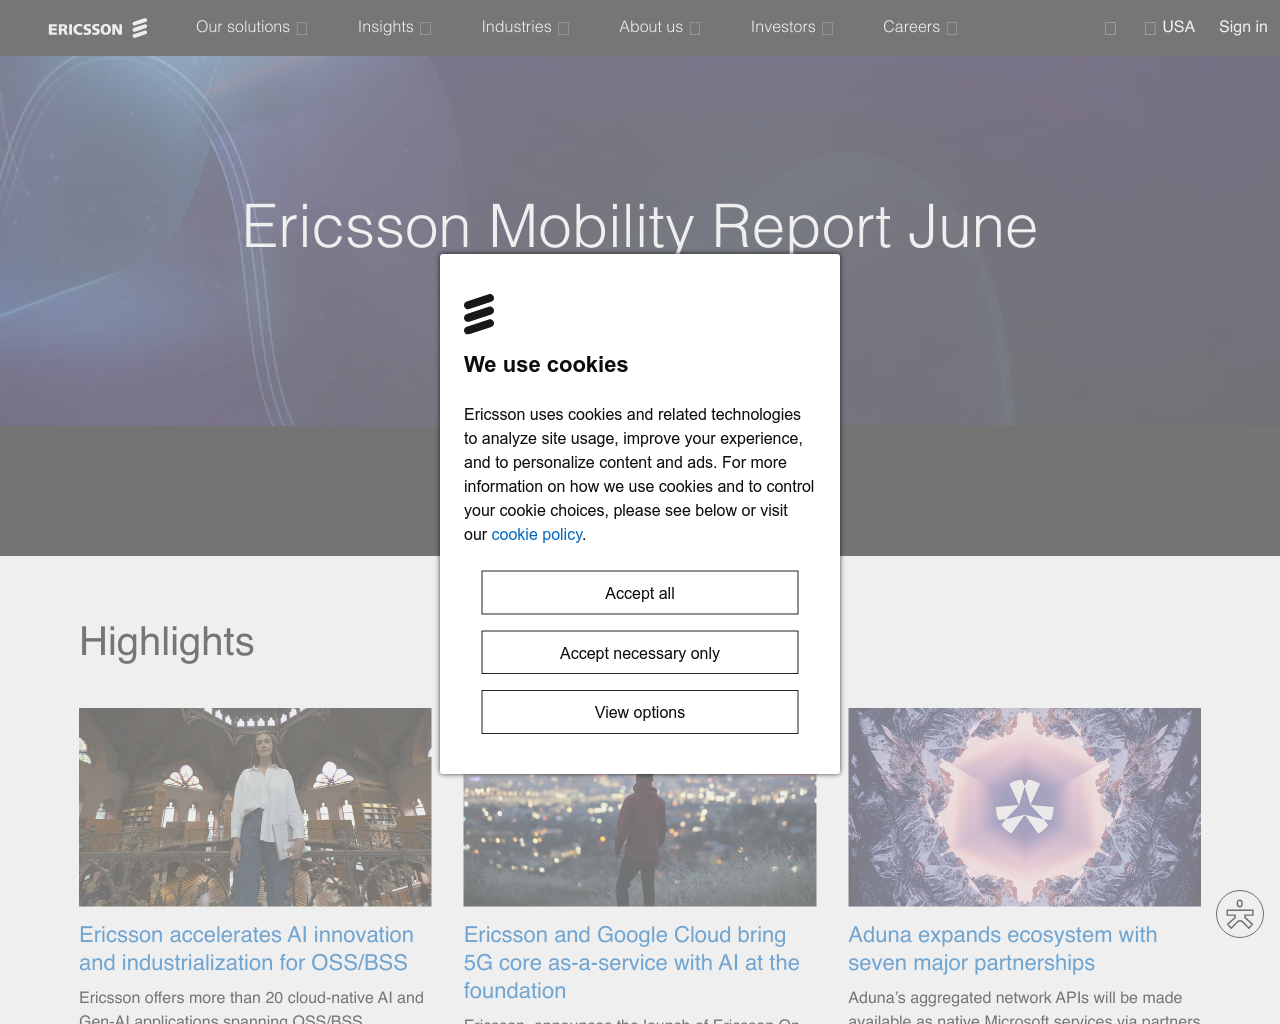 ERICSSON Our solutions Insights Industries About us Investors Careers USA Sign in
Ericsson Mobility Report June
We use cookies
Ericsson uses cookies and related technologies
to analyze site usage, improve your experience,
and to personalize content and ads. For more
information on how we use cookies and to control
your cookie choices, please see below or visit
our cookie policy.
Accept all
Accept necessary only
View options
Highlights
Ericsson accelerates AI innovation
and industrialization for OSS/BSS
Ericsson offers more than 20 cloud-native AI and
Gen-AI applications spanning OSS/BSS
Ericsson and Google Cloud bring
5G core as-a-service with AI at the
foundation
Ericsson, announces the launch of Ericsson On-
Aduna expands ecosystem with
seven major partnerships
Aduna’s aggregated network APIs will be made
available as native Microsoft services via partners